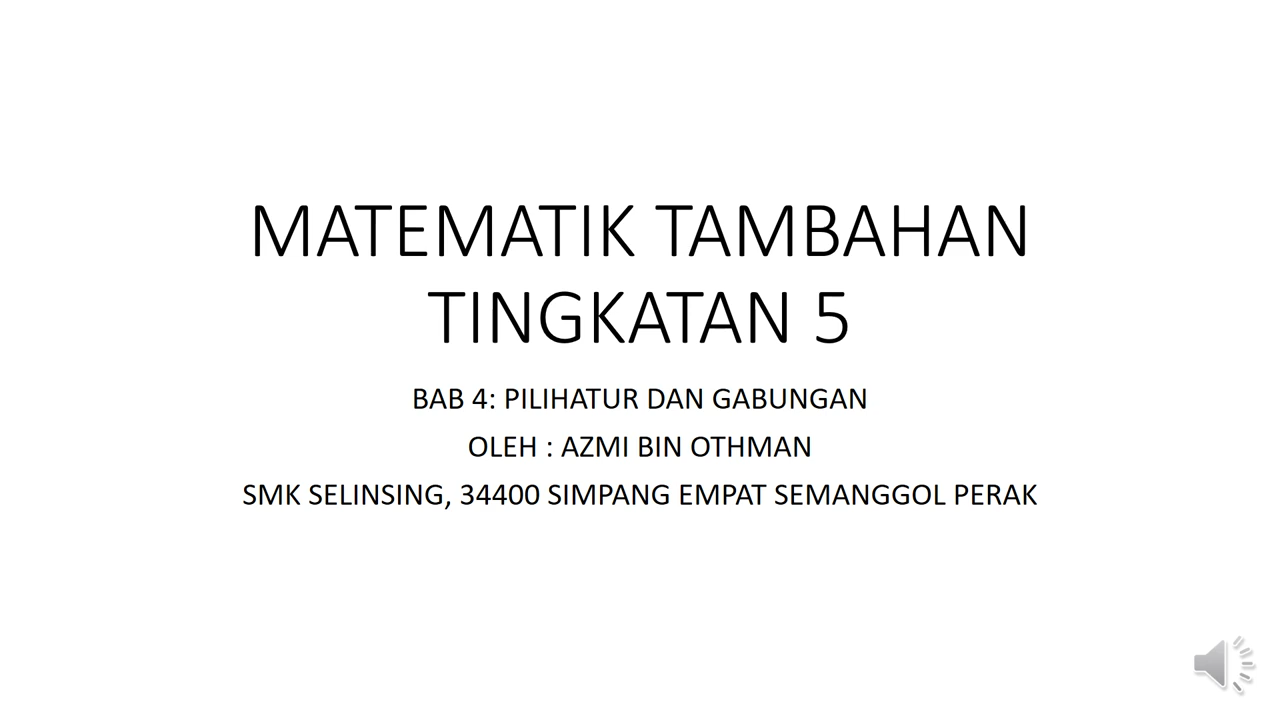 MATEMATIK TAMBAHAN
TINGKATAN 5
BAB 4: PILIHATUR DAN GABUNGAN
OLEH : AZMI BIN OTHMAN
SMK SELINSING, 34400 SIMPANG EMPAT SEMANGGOL PERAK